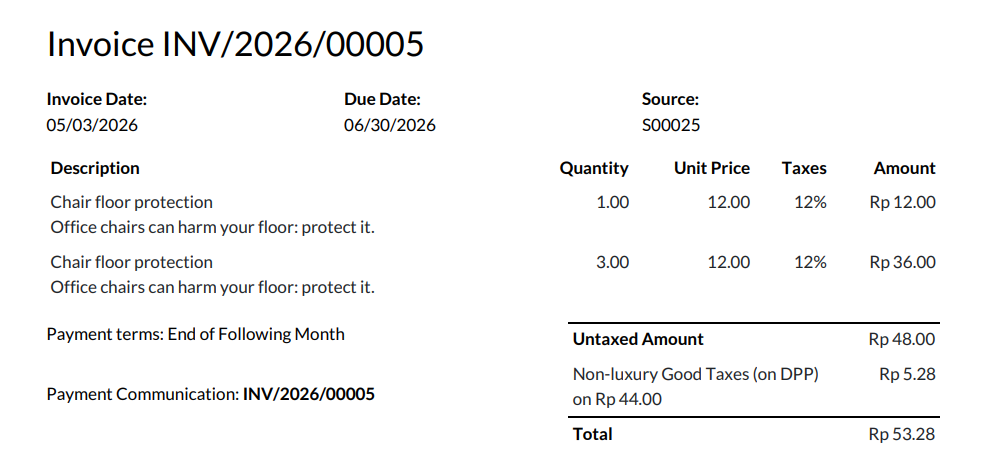 Invoice INV/2026/00005
Invoice Date: Due Date: Source:
05/03/2026 06/30/2026 S00025
Description Quantity Unit Price Taxes Amount
Chair floor protection 1.00 12.00 12% Rp 12.00
Office chairs can harm your floor: protect it.
Chair floor protection 3.00 12.00 12% Rp 36.00
Office chairs can harm your floor: protect it.
Payment terms: End of Following Month
Payment Communication: INV/2026/00005
Untaxed Amount Rp 48.00
Non-luxury Good Taxes (on DPP) Rp 5.28
on Rp 44.00
Total Rp 53.28